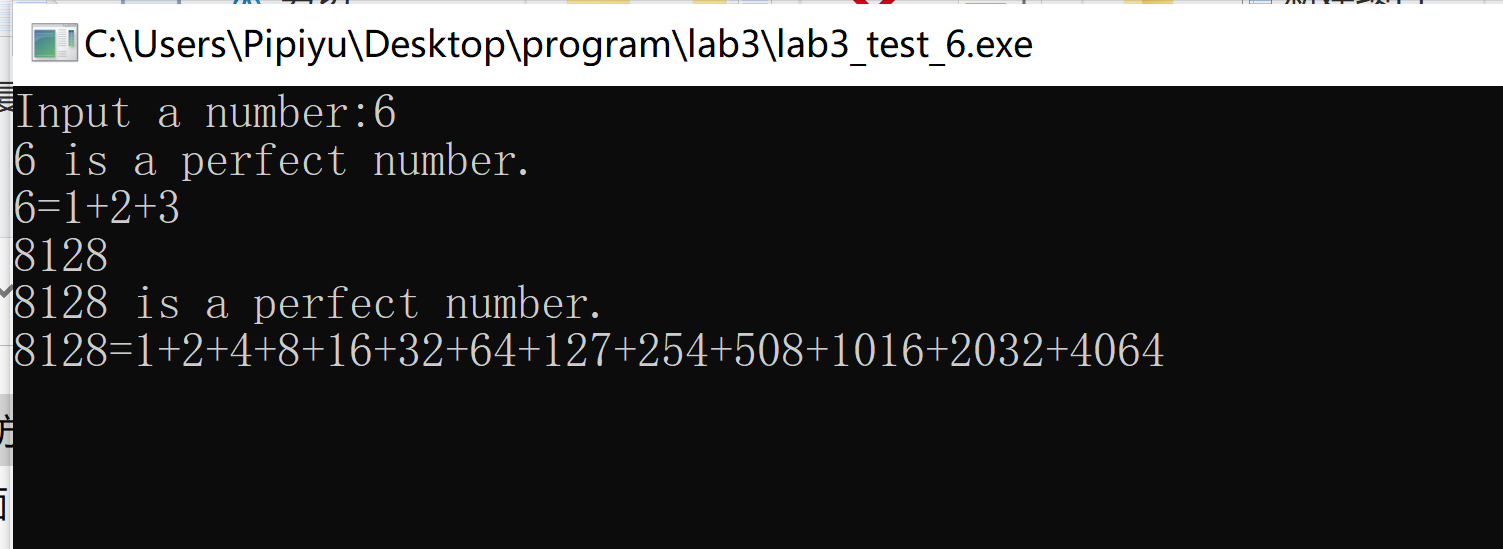 C:\Users\Pipiyu\Desktop\program\lab3\lab3_test_6.exe
Input a number:6
6 is a perfect number.
6=1+2+3
8128
8128 is a perfect number.
8128=1+2+4+8+16+32+64+127+254+508+1016+2032+4064